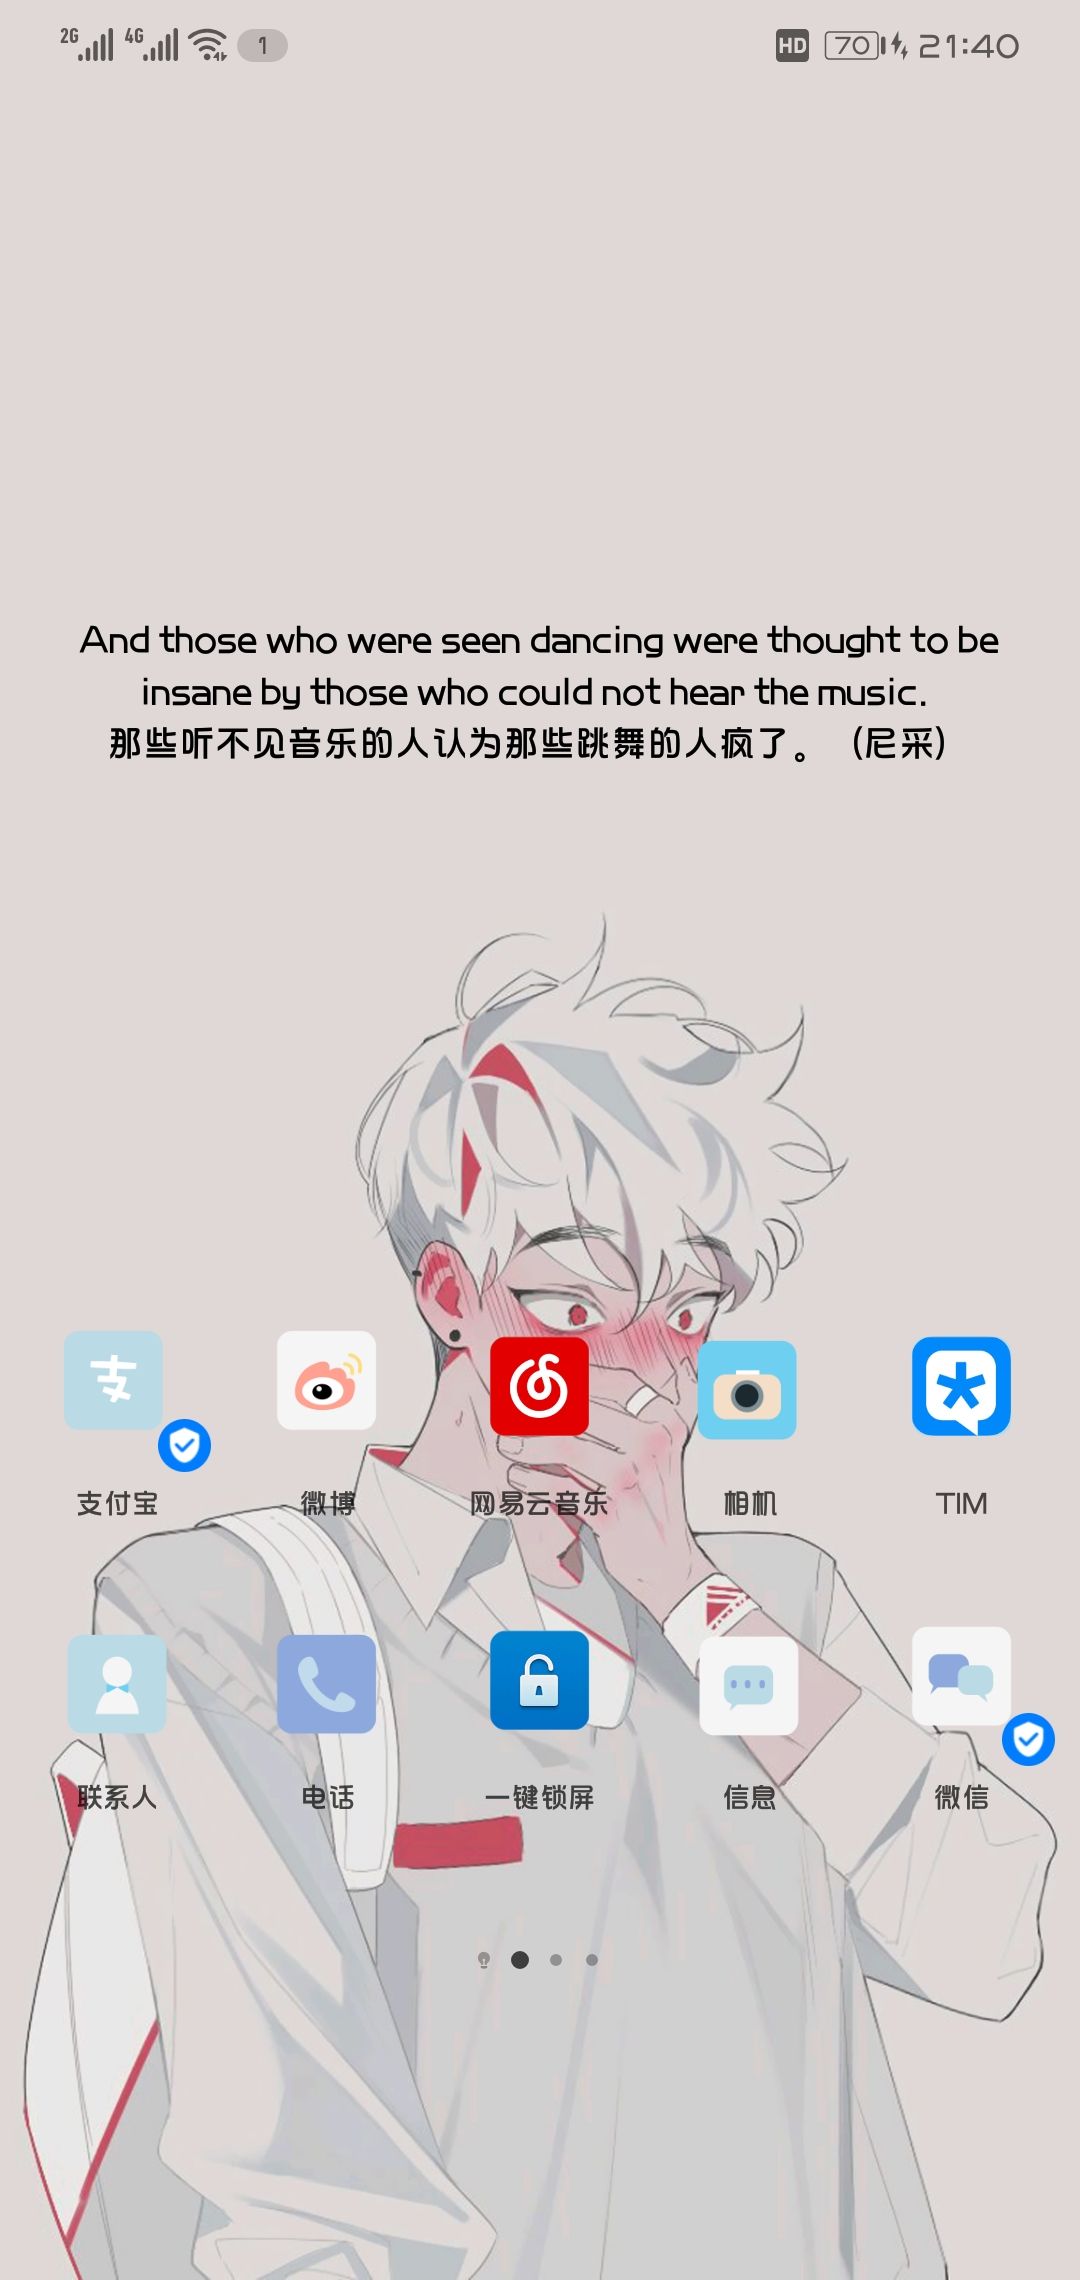 2G 4G 1 HD 70 21:40
And those who were seen dancing were thought to be
insane by those who could not hear the music.
那些听不见音乐的人认为那些跳舞的人疯了。（尼采）
支
支付宝 微博 网易云音乐 相机 TIM
联系人 电话 一键锁屏 信息 微信